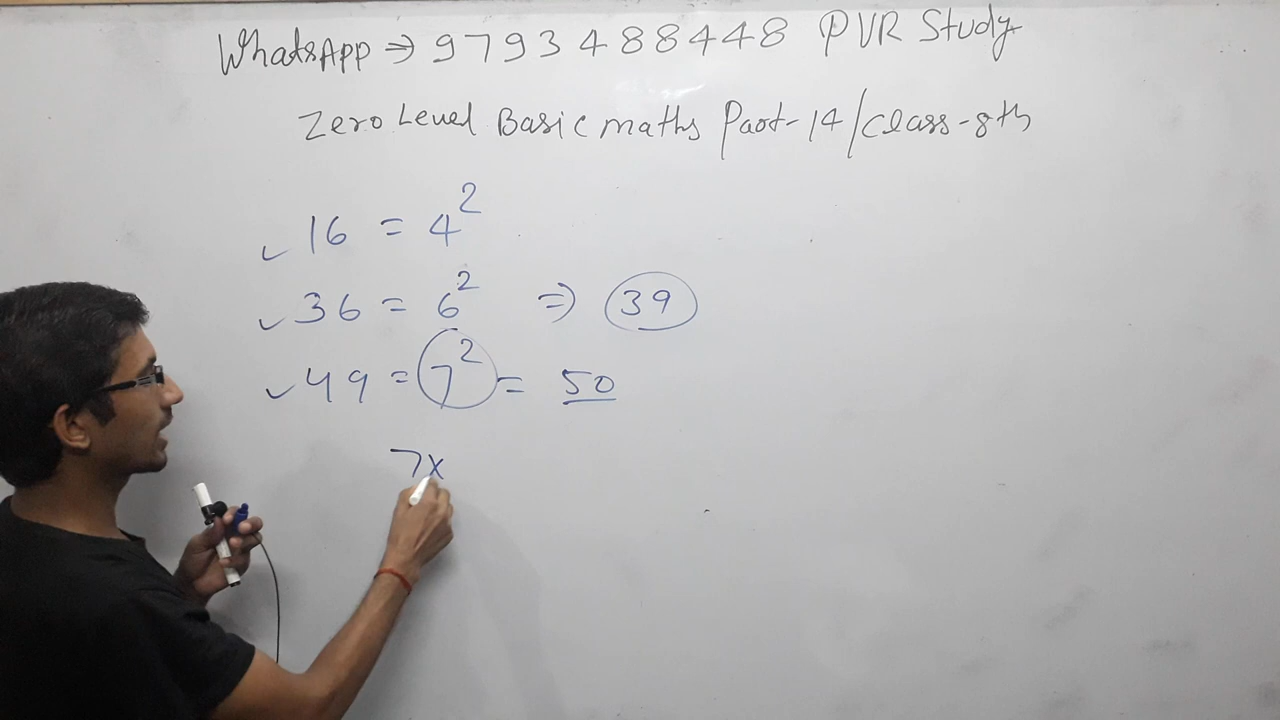 WhatsApp ⇒ 9793488448 PVR Study
Zero Level Basic maths Part-14/class-8th
✓ 16 = 4²
✓ 36 = 6² ⇒ 39
✓ 49 = 7² = 50
7x